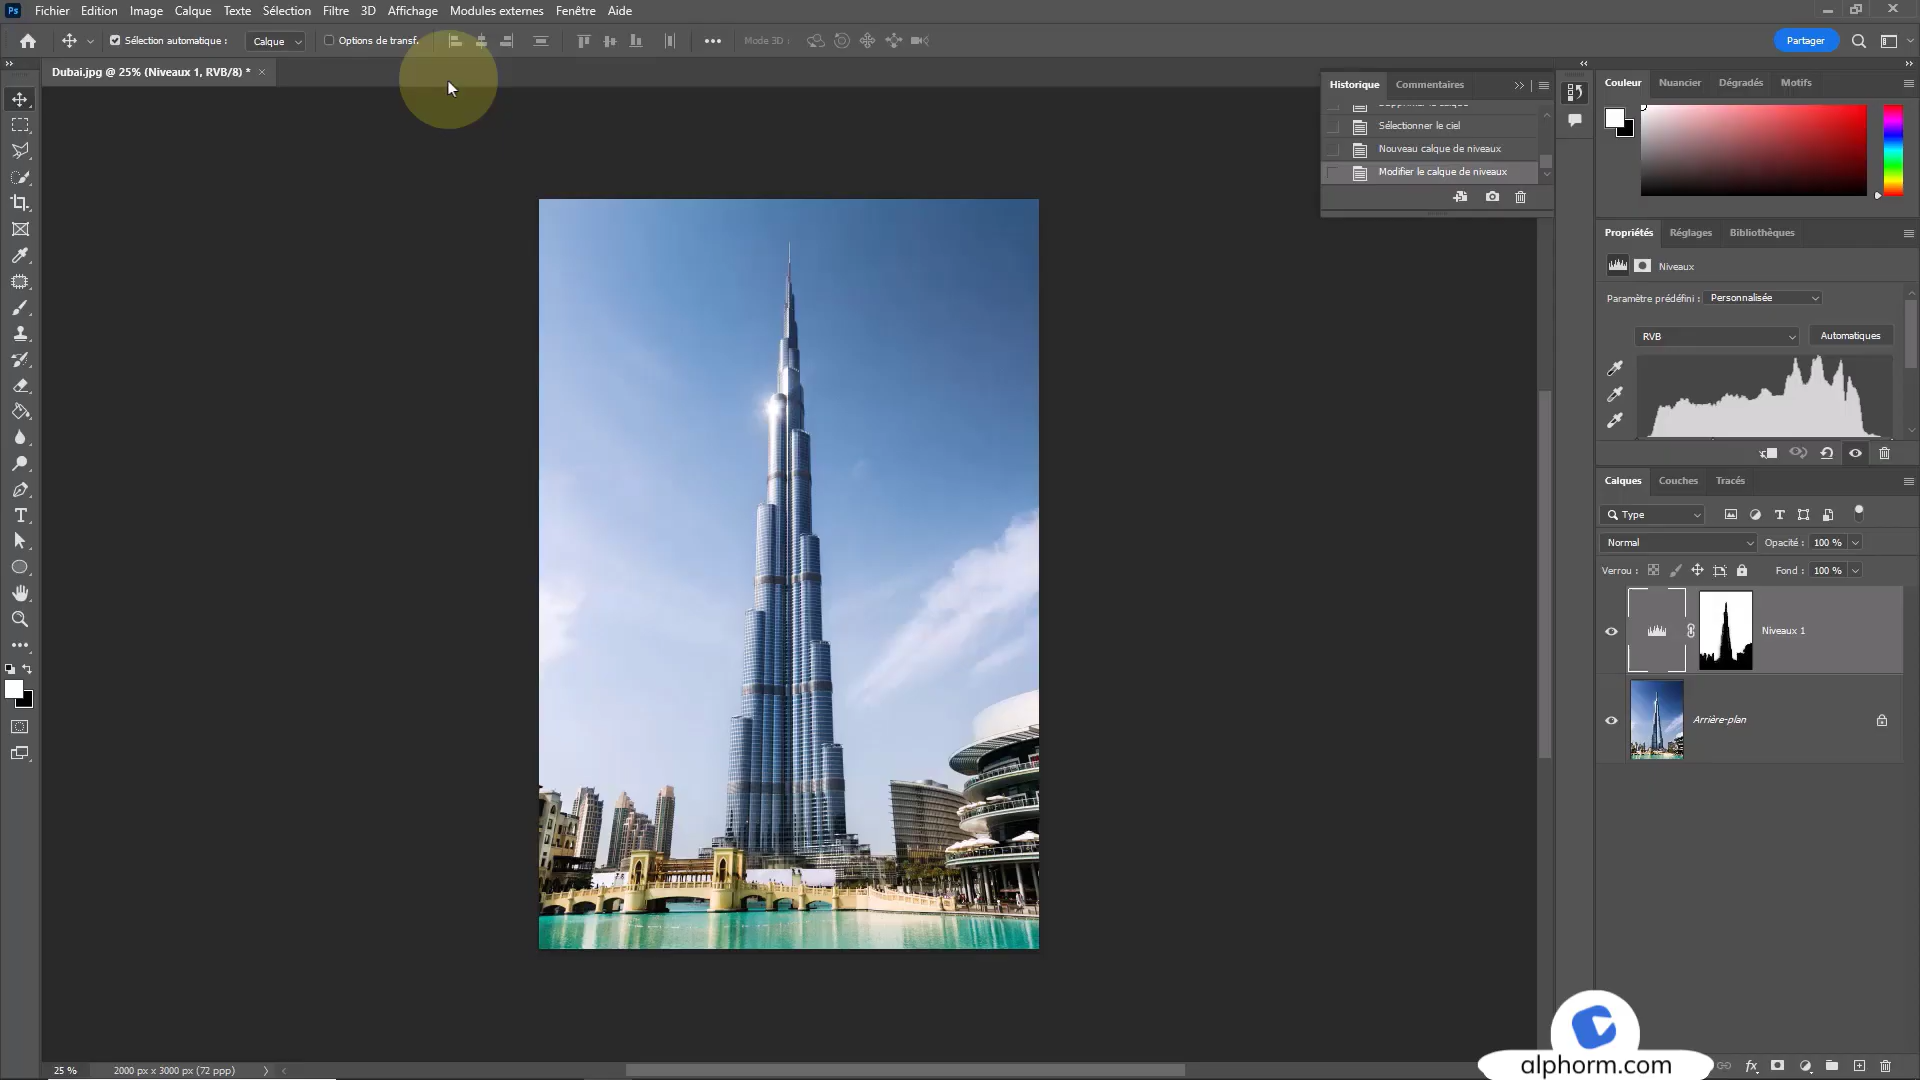 Ps Fichier Edition Image Calque Texte Sélection Filtre 3D Affichage Modules externes Fenêtre Aide
Sélection automatique : Calque Options de transf. Mode 3D : Partager
Dubai.jpg @ 25% (Niveaux 1, RVB/8) *
Historique Commentaires
Supprimer le calque
Sélectionner le ciel
Nouveau calque de niveaux
Modifier le calque de niveaux
Couleur Nuancier Dégradés Motifs
Propriétés Réglages Bibliothèques
Niveaux
Paramètre prédéfini : Personnalisée
RVB Automatiques
Calques Couches Tracés
Type
Normal Opacité : 100 %
Verrou : Fond : 100 %
Niveaux 1
Arrière-plan
25 % 2000 px x 3000 px (72 ppp)
alphorm.com